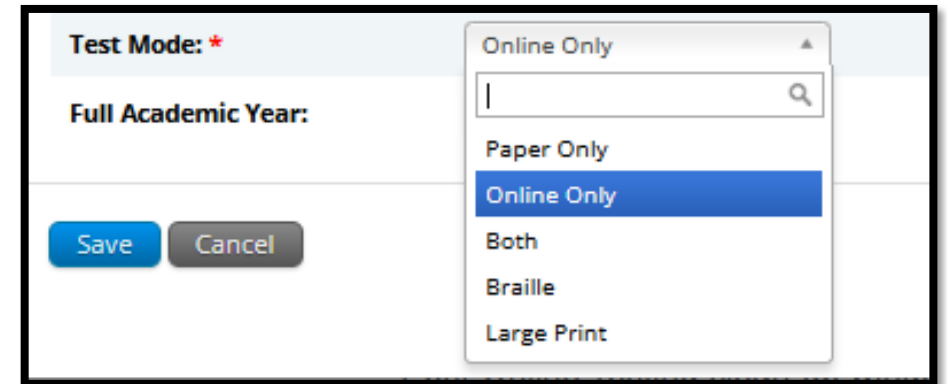 Test Mode: * Online Only
Full Academic Year:
Paper Only
Online Only
Save Cancel Both
Braille
Large Print